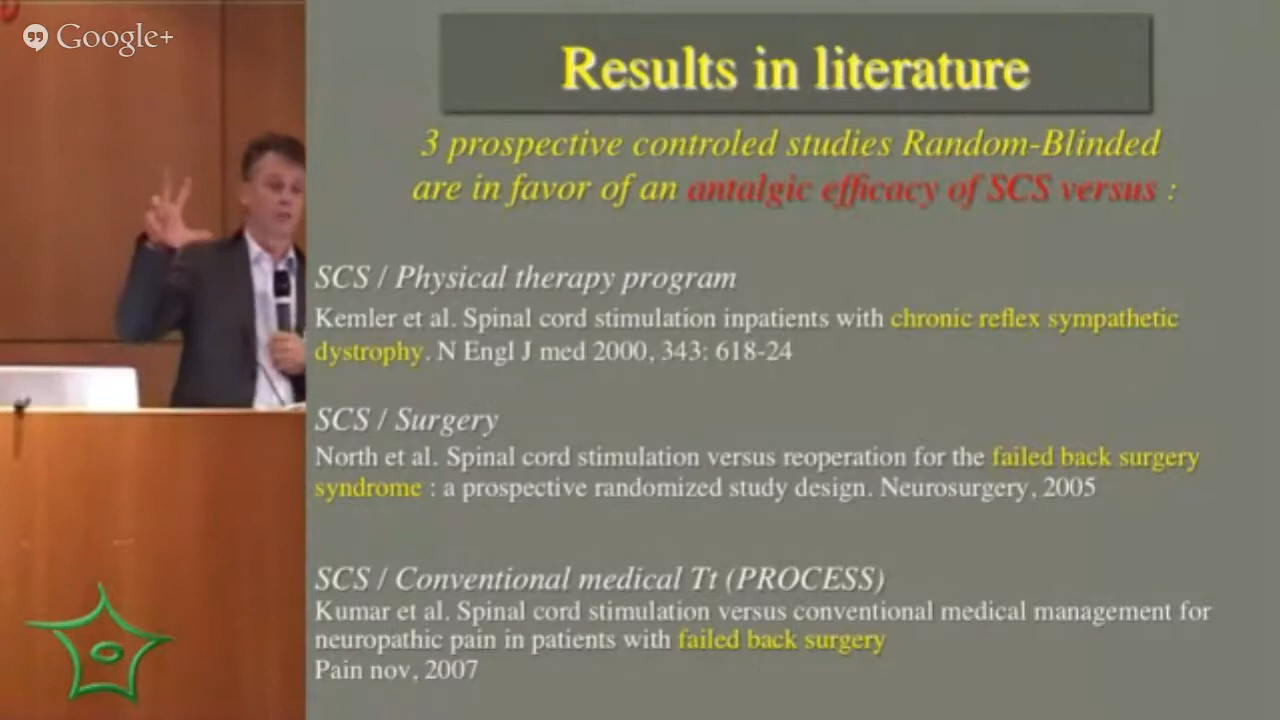 Google+
Results in literature
3 prospective controled studies Random-Blinded
are in favor of an antalgic efficacy of SCS versus :
SCS / Physical therapy program
Kemler et al. Spinal cord stimulation inpatients with chronic reflex sympathetic
dystrophy. N Engl J med 2000, 343: 618-24
SCS / Surgery
North et al. Spinal cord stimulation versus reoperation for the failed back surgery
syndrome : a prospective randomized study design. Neurosurgery, 2005
SCS / Conventional medical Tt (PROCESS)
Kumar et al. Spinal cord stimulation versus conventional medical management for
neuropathic pain in patients with failed back surgery
Pain nov, 2007